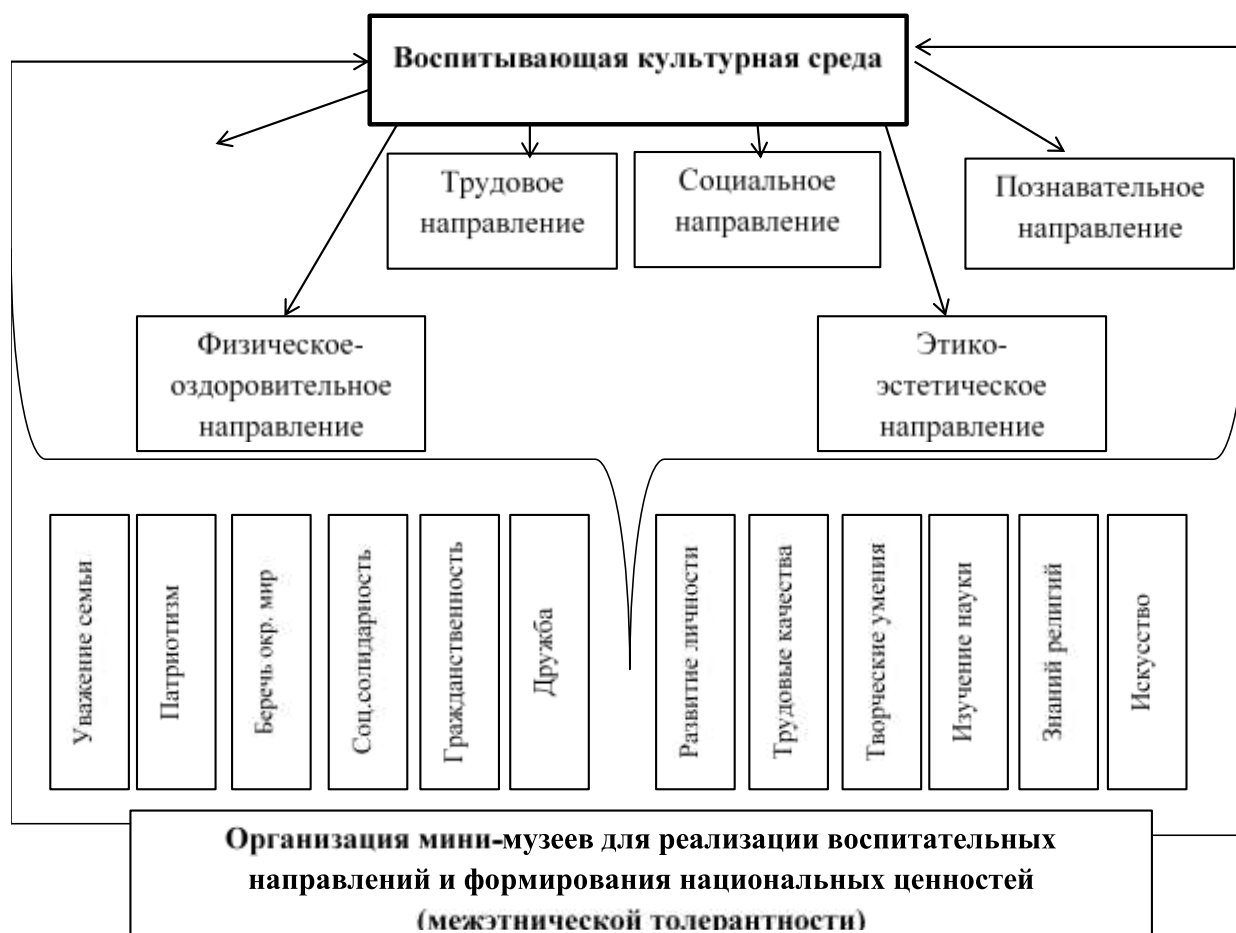 Воспитывающая культурная среда
Трудовое
направление
Социальное
направление
Познавательное
направление
Физическое-
оздоровительное
направление
Этико-
эстетическое
направление
Уважение семьи
Патриотизм
Беречь окр. мир
Соц.солидарность
Гражданственность
Дружба
Развитие личности
Трудовые качества
Творческие умения
Изучение науки
Знаний религий
Искусство
Организация мини-музеев для реализации воспитательных
направлений и формирования национальных ценностей
(межэтнической толерантности)